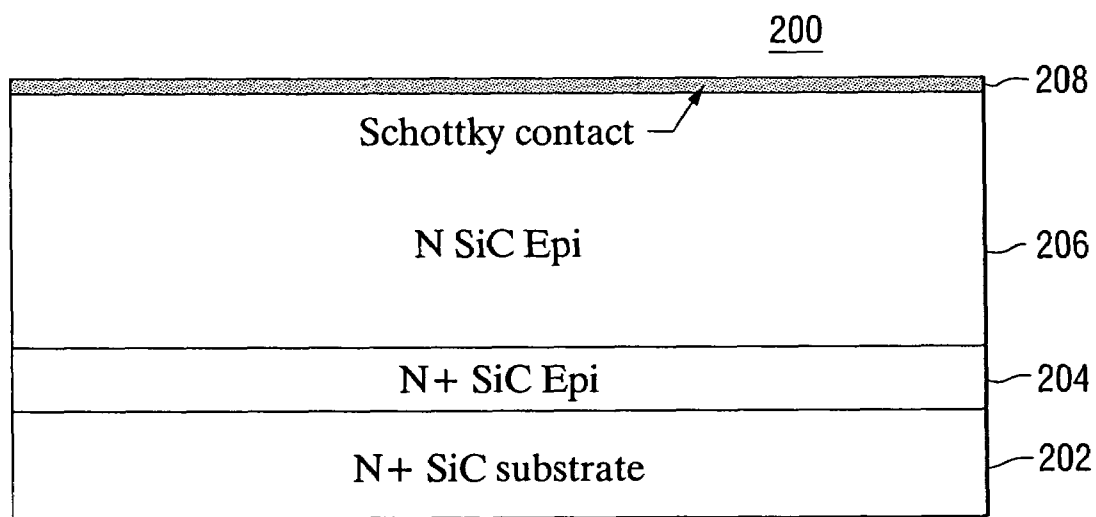 200
208
Schottky contact
N SiC Epi
206
N+ SiC Epi
204
N+ SiC substrate
202